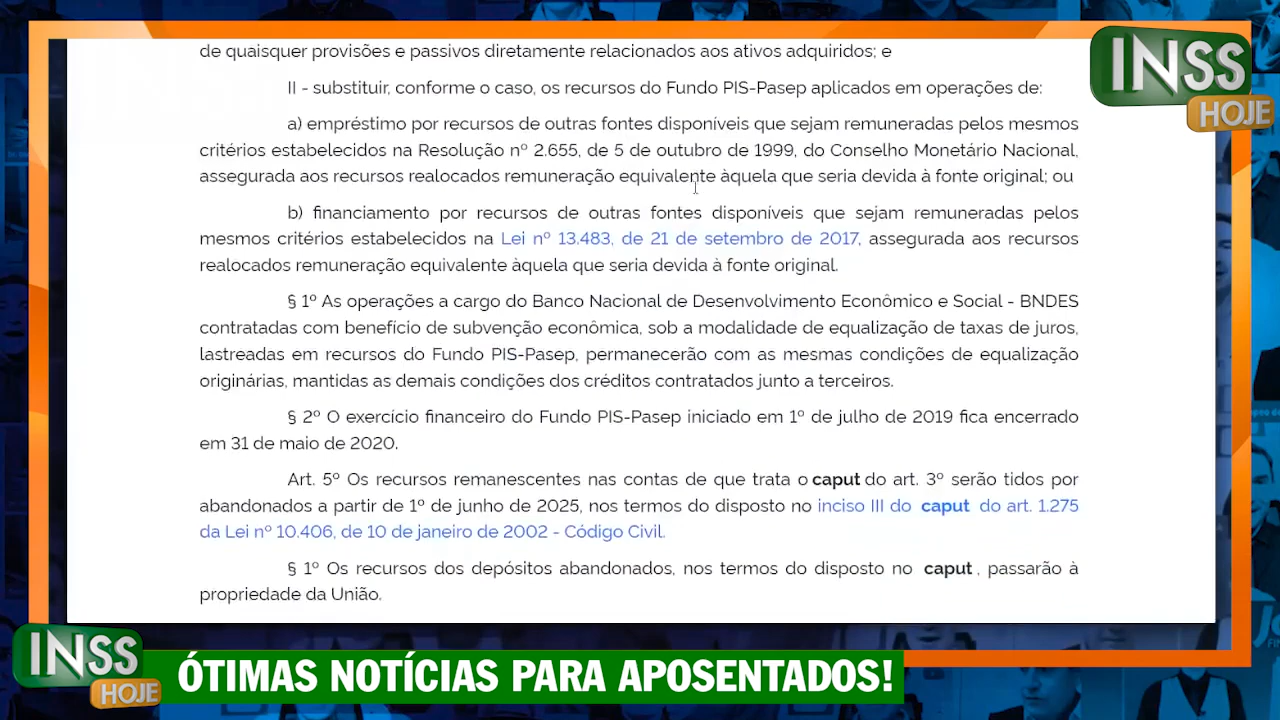 de quaisquer provisões e passivos diretamente relacionados aos ativos adquiridos; e
INSS
HOJE
II - substituir, conforme o caso, os recursos do Fundo PIS-Pasep aplicados em operações de:
a) empréstimo por recursos de outras fontes disponíveis que sejam remuneradas pelos mesmos
critérios estabelecidos na Resolução nº 2.655, de 5 de outubro de 1999, do Conselho Monetário Nacional,
assegurada aos recursos realocados remuneração equivalente àquela que seria devida à fonte original; ou
b) financiamento por recursos de outras fontes disponíveis que sejam remuneradas pelos
mesmos critérios estabelecidos na Lei nº 13.483, de 21 de setembro de 2017, assegurada aos recursos
realocados remuneração equivalente àquela que seria devida à fonte original.
§ 1º As operações a cargo do Banco Nacional de Desenvolvimento Econômico e Social - BNDES
contratadas com benefício de subvenção econômica, sob a modalidade de equalização de taxas de juros,
lastreadas em recursos do Fundo PIS-Pasep, permanecerão com as mesmas condições de equalização
originárias, mantidas as demais condições dos créditos contratados junto a terceiros.
§ 2º O exercício financeiro do Fundo PIS-Pasep iniciado em 1º de julho de 2019 fica encerrado
em 31 de maio de 2020.
Art. 5º Os recursos remanescentes nas contas de que trata o caput do art. 3º serão tidos por
abandonados a partir de 1º de junho de 2025, nos termos do disposto no inciso III do caput do art. 1.275
da Lei nº 10.406, de 10 de janeiro de 2002 - Código Civil.
§ 1º Os recursos dos depósitos abandonados, nos termos do disposto no caput , passarão à
propriedade da União.
INSS
HOJE
ÓTIMAS NOTÍCIAS PARA APOSENTADOS!